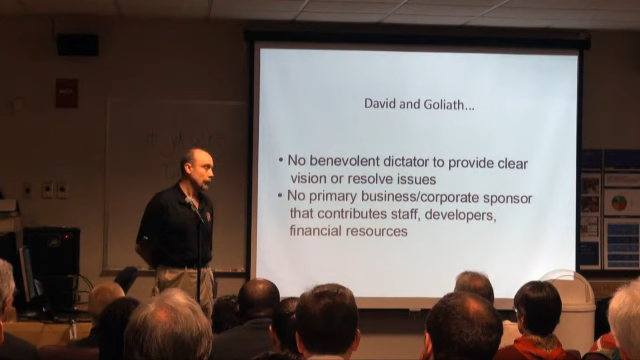 David and Goliath...
• No benevolent dictator to provide clear
vision or resolve issues
• No primary business/corporate sponsor
that contributes staff, developers,
financial resources